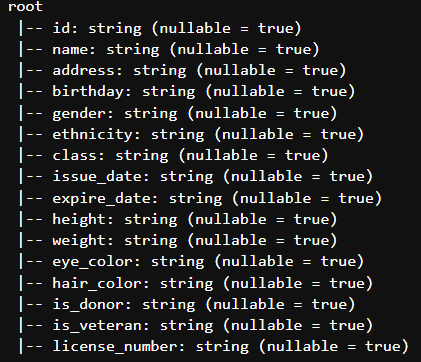 root
 |-- id: string (nullable = true)
 |-- name: string (nullable = true)
 |-- address: string (nullable = true)
 |-- birthday: string (nullable = true)
 |-- gender: string (nullable = true)
 |-- ethnicity: string (nullable = true)
 |-- class: string (nullable = true)
 |-- issue_date: string (nullable = true)
 |-- expire_date: string (nullable = true)
 |-- height: string (nullable = true)
 |-- weight: string (nullable = true)
 |-- eye_color: string (nullable = true)
 |-- hair_color: string (nullable = true)
 |-- is_donor: string (nullable = true)
 |-- is_veteran: string (nullable = true)
 |-- license_number: string (nullable = true)